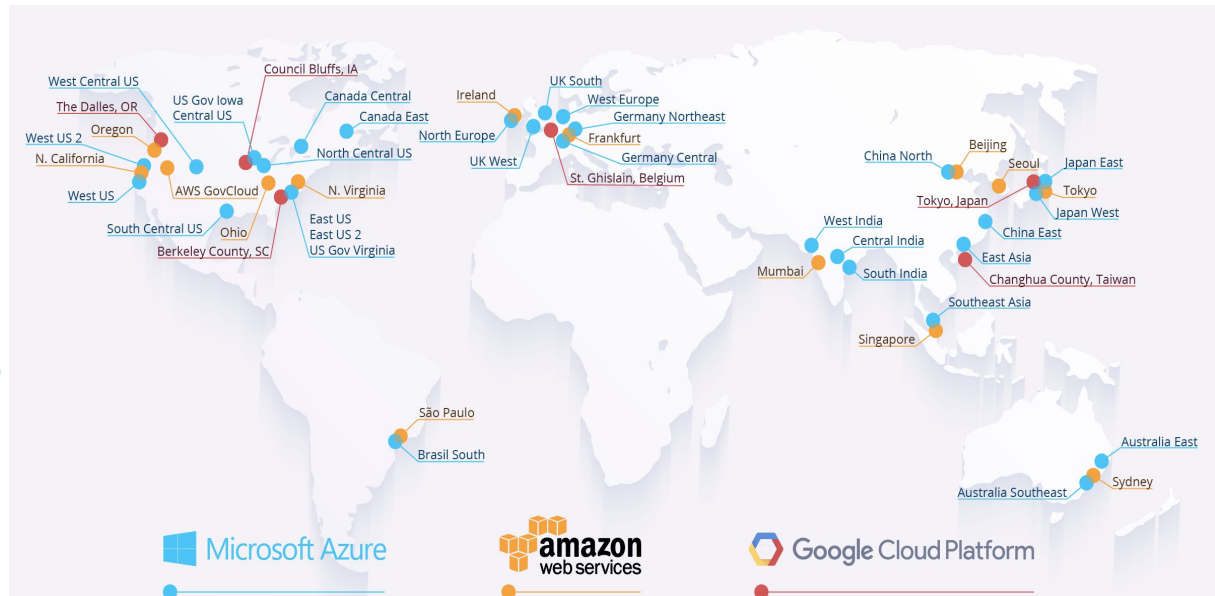 West Central US
Council Bluffs, IA
The Dalles, OR
US Gov Iowa
Central US
Canada Central
Oregon
Canada East
West US 2
North Central US
N. California
AWS GovCloud
N. Virginia
West US
South Central US
Ohio
East US
East US 2
US Gov Virginia
Berkeley County, SC
UK South
Ireland
West Europe
Germany Northeast
North Europe
Frankfurt
UK West
Germany Central
St. Ghislain, Belgium
Beijing
China North
Seoul
Japan East
Tokyo
Tokyo, Japan
Japan West
West India
China East
Central India
East Asia
Mumbai
South India
Changhua County, Taiwan
Southeast Asia
Singapore
São Paulo
Brasil South
Australia East
Sydney
Australia Southeast
Microsoft Azure
amazon
web services
Google Cloud Platform